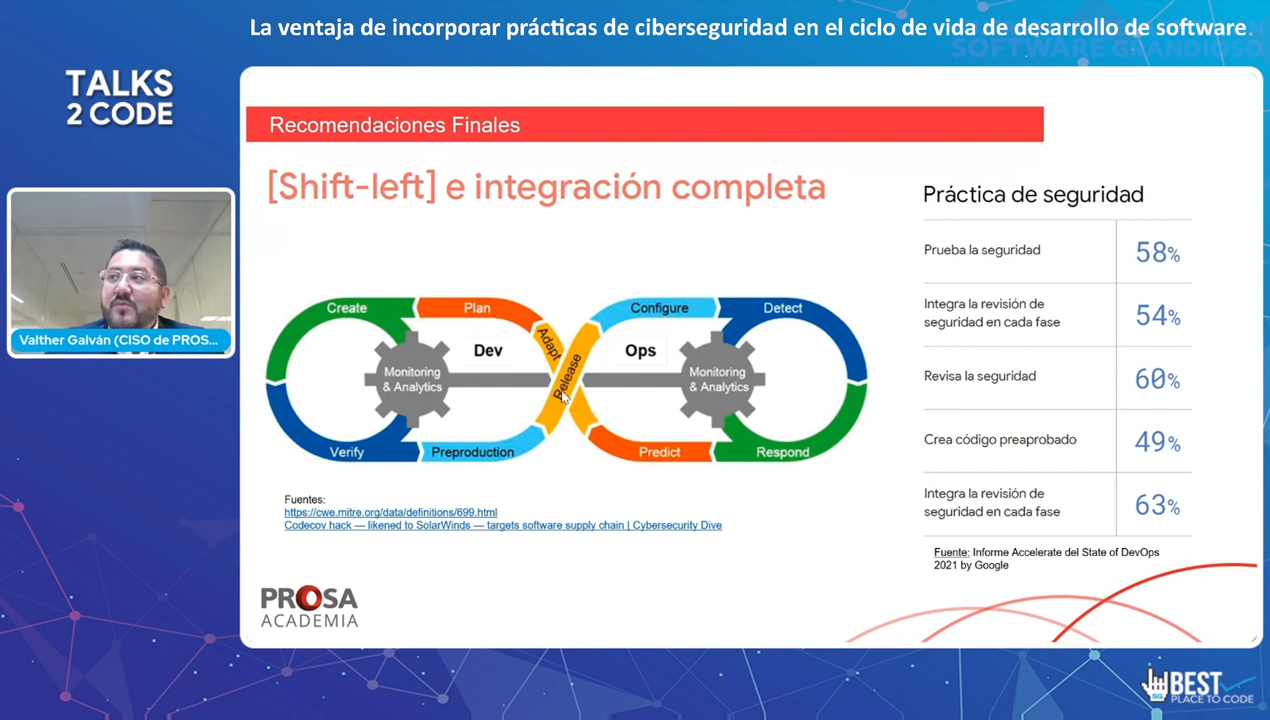 La ventaja de incorporar prácticas de ciberseguridad en el ciclo de vida de desarrollo de software.
SOFTWARE GRANDIOSO
TALKS
2 CODE
Valther Galván (CISO de PROS...
Recomendaciones Finales
[Shift-left] e integración completa
Create
Plan
Adapt
Release
Configure
Detect
Dev
Ops
Monitoring
& Analytics
Monitoring
& Analytics
Verify
Preproduction
Predict
Respond
Fuentes:
https://cwe.mitre.org/data/definitions/699.html
Codecov hack — likened to SolarWinds — targets software supply chain | Cybersecurity Dive
PROSA
ACADEMIA
Práctica de seguridad
Prueba la seguridad 58%
Integra la revisión de
seguridad en cada fase 54%
Revisa la seguridad 60%
Crea código preaprobado 49%
Integra la revisión de
seguridad en cada fase 63%
Fuente: Informe Accelerate del State of DevOps
2021 by Google
SG
BEST
PLACE TO CODE